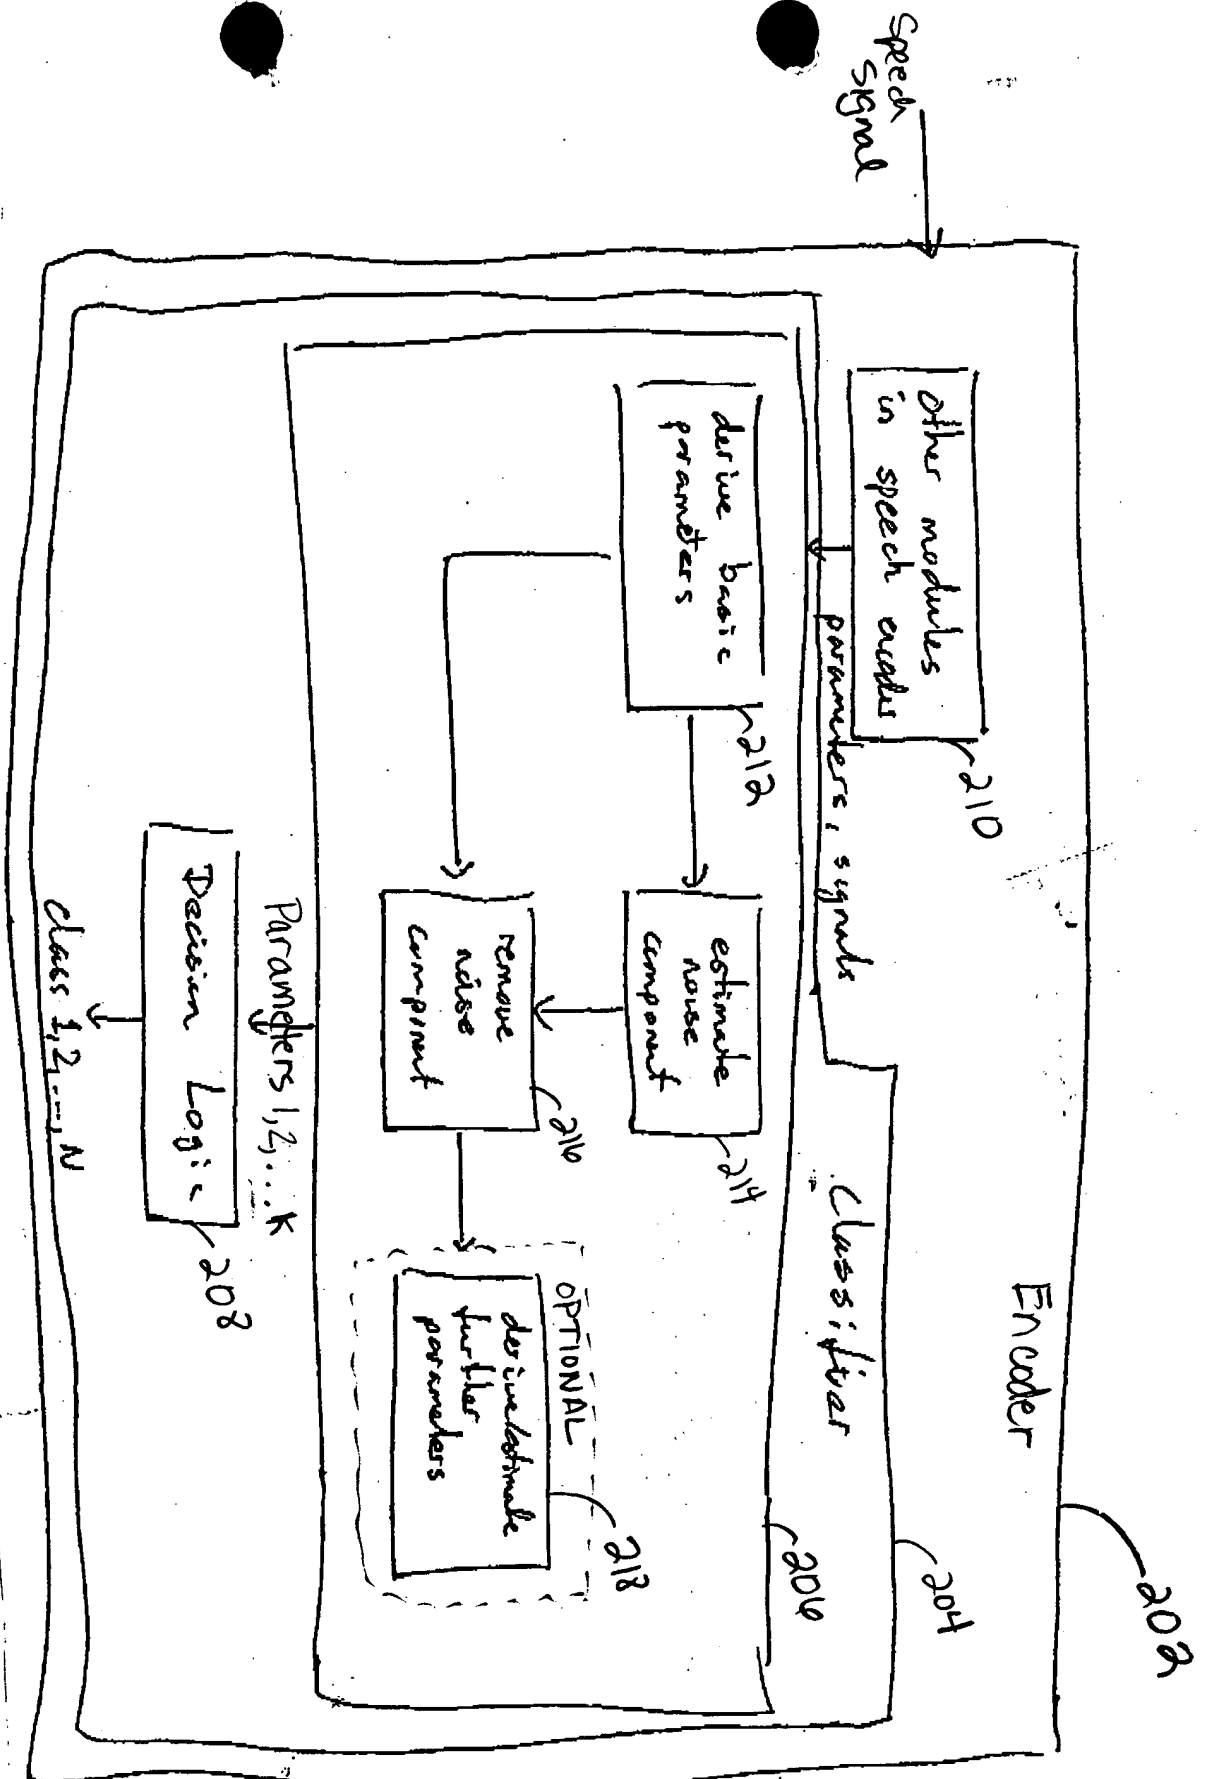 202
Encoder
Speech
signal
204
Classifier
other modules
in speech encoder
210
parameters, signals
206
derive basic
parameters
212
estimate
noise
component
214
remove
noise
component
216
OPTIONAL
derive/estimate
further
parameters
218
Parameters 1,2,...K
Decision Logic
208
class 1,2,...,N